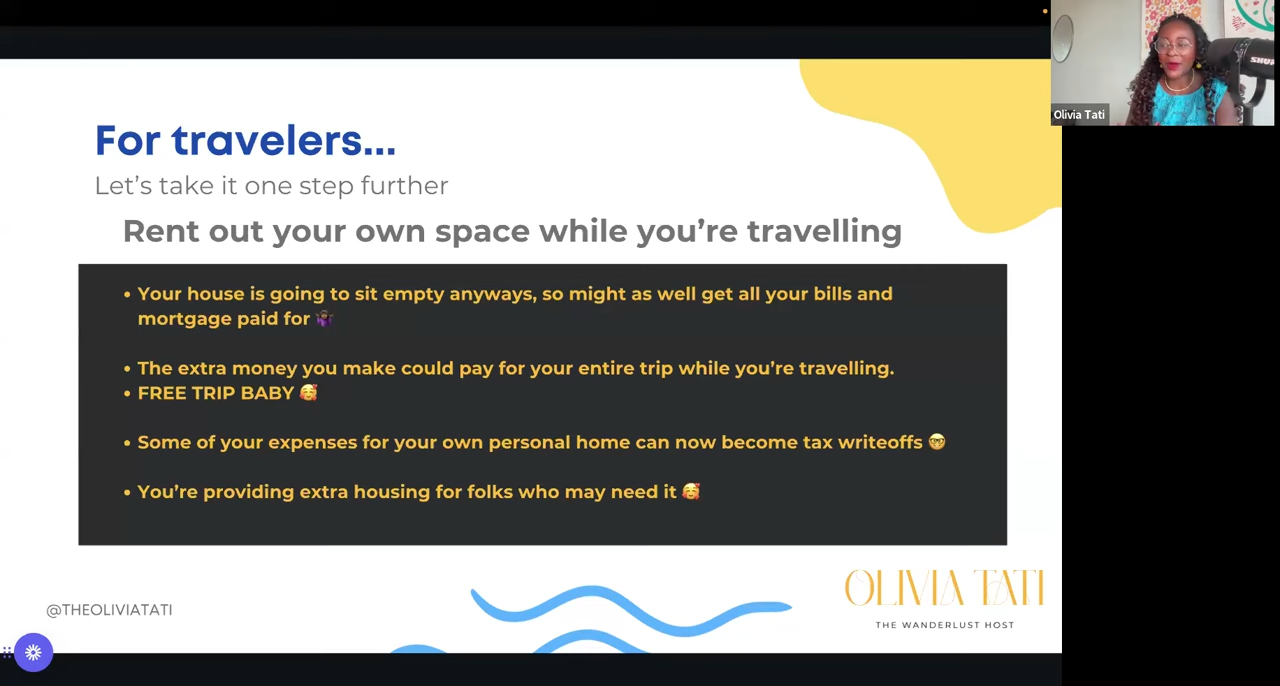 For travelers...
Let's take it one step further
Rent out your own space while you're travelling
• Your house is going to sit empty anyways, so might as well get all your bills and
mortgage paid for 🤷🏾‍♀️
• The extra money you make could pay for your entire trip while you're travelling.
• FREE TRIP BABY 🥰
• Some of your expenses for your own personal home can now become tax writeoffs 🤓
• You're providing extra housing for folks who may need it 🥰
@THEOLIVIATATI
OLIVIA TATI
THE WANDERLUST HOST
Olivia Tati
SHURE